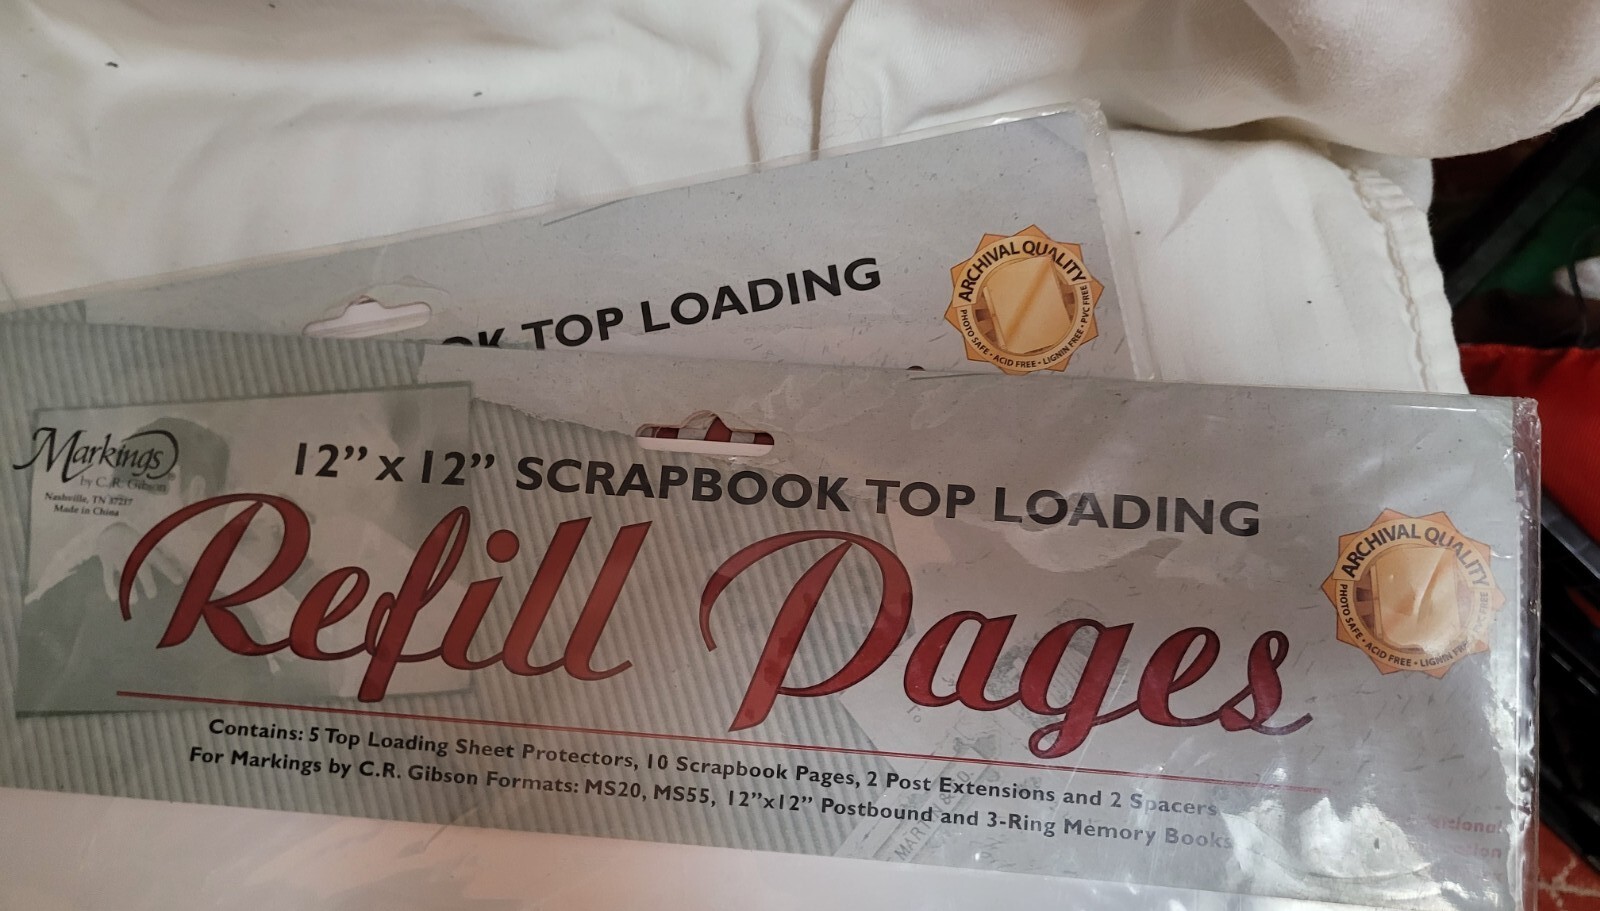 OK TOP LOADING
ARCHIVAL QUALITY
PHOTO SAFE • ACID FREE • LIGNIN FREE • PVC FREE
Markings®
by C.R. Gibson
Nashville, TN 37217
Made in China
12” x 12” SCRAPBOOK TOP LOADING
Refill Pages
ARCHIVAL QUALITY
PHOTO SAFE • ACID FREE • LIGNIN FREE
Contains: 5 Top Loading Sheet Protectors, 10 Scrapbook Pages, 2 Post Extensions and 2 Spacers
For Markings by C.R. Gibson Formats: MS20, MS55, 12”x12” Postbound and 3-Ring Memory Books